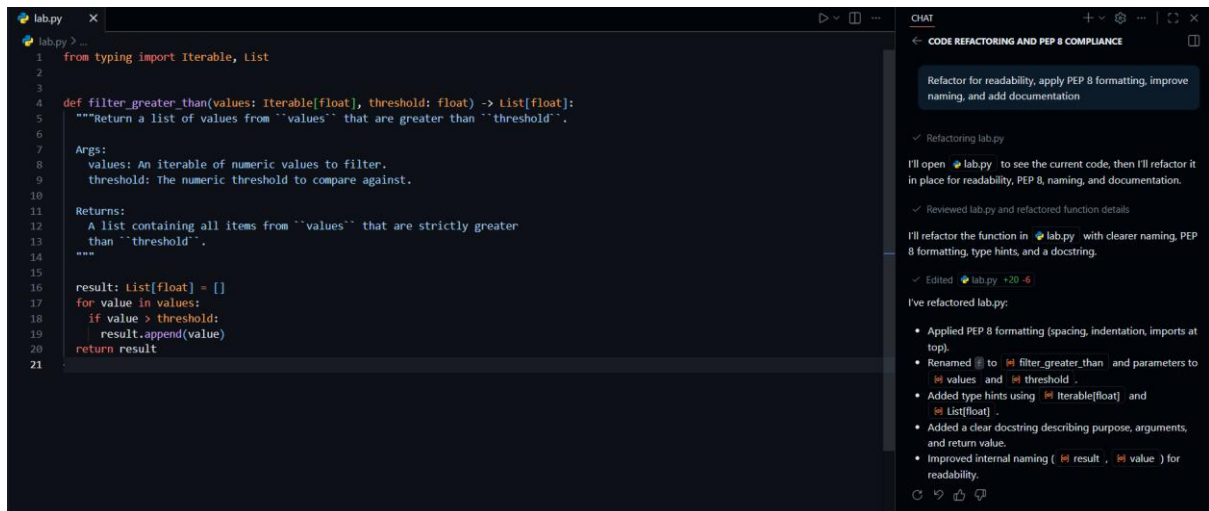 lab.py
lab.py > ...
1 from typing import Iterable, List
2
3
4 def filter_greater_than(values: Iterable[float], threshold: float) -> List[float]:
5 """Return a list of values from ``values`` that are greater than ``threshold``.
6
7 Args:
8 values: An iterable of numeric values to filter.
9 threshold: The numeric threshold to compare against.
10
11 Returns:
12 A list containing all items from ``values`` that are strictly greater
13 than ``threshold``.
14 """
15
16 result: List[float] = []
17 for value in values:
18 if value > threshold:
19 result.append(value)
20 return result
21
CHAT
CODE REFACTORING AND PEP 8 COMPLIANCE
Refactor for readability, apply PEP 8 formatting, improve
naming, and add documentation
Refactoring lab.py
I'll open lab.py to see the current code, then I'll refactor it
in place for readability, PEP 8, naming, and documentation.
Reviewed lab.py and refactored function details
I'll refactor the function in lab.py with clearer naming, PEP
8 formatting, type hints, and a docstring.
Edited lab.py +20 -6
I've refactored lab.py:
• Applied PEP 8 formatting (spacing, indentation, imports at
top).
• Renamed f to filter_greater_than and parameters to
values and threshold .
• Added type hints using Iterable[float] and
List[float] .
• Added a clear docstring describing purpose, arguments,
and return value.
• Improved internal naming ( result , value ) for
readability.